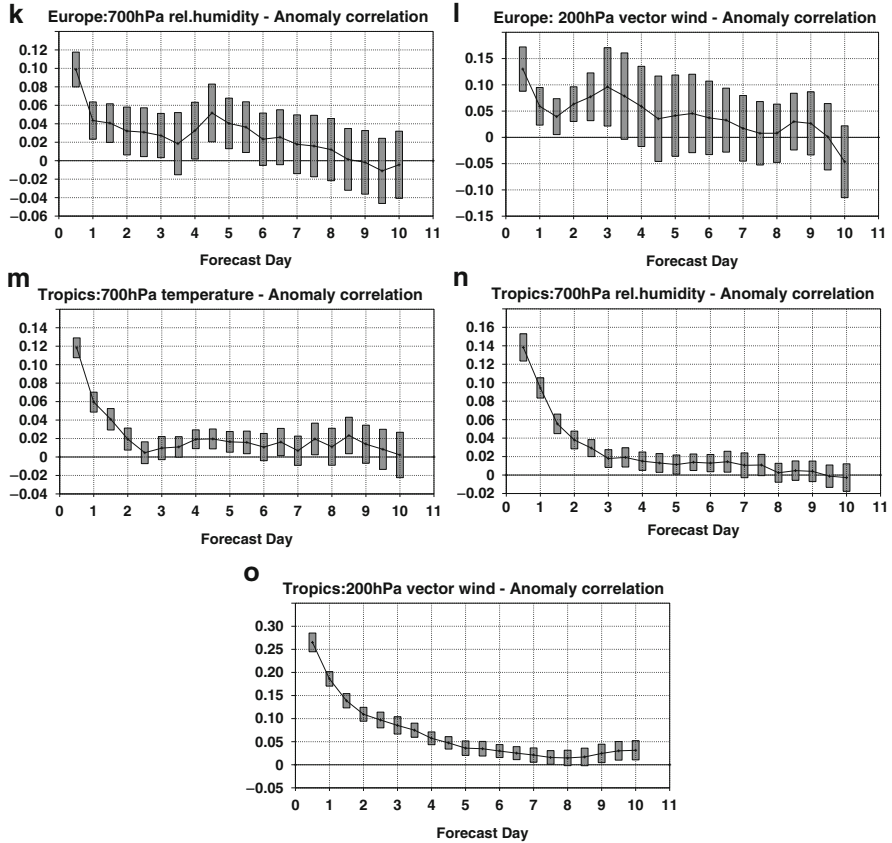 k
Europe:700hPa rel.humidity - Anomaly correlation
0.12
0.10
0.08
0.06
0.04
0.02
0
−0.02
−0.04
−0.06
0 1 2 3 4 5 6 7 8 9 10 11
Forecast Day
l
Europe: 200hPa vector wind - Anomaly correlation
0.15
0.10
0.05
0
−0.05
−0.10
−0.15
0 1 2 3 4 5 6 7 8 9 10 11
Forecast Day
m
Tropics:700hPa temperature - Anomaly correlation
0.14
0.12
0.10
0.08
0.06
0.04
0.02
0
−0.02
−0.04
0 1 2 3 4 5 6 7 8 9 10 11
Forecast Day
n
Tropics:700hPa rel.humidity - Anomaly correlation
0.16
0.14
0.12
0.10
0.08
0.06
0.04
0.02
0
−0.02
0 1 2 3 4 5 6 7 8 9 10 11
Forecast Day
o
Tropics:200hPa vector wind - Anomaly correlation
0.30
0.25
0.20
0.15
0.10
0.05
0
−0.05
0 1 2 3 4 5 6 7 8 9 10 11
Forecast Day